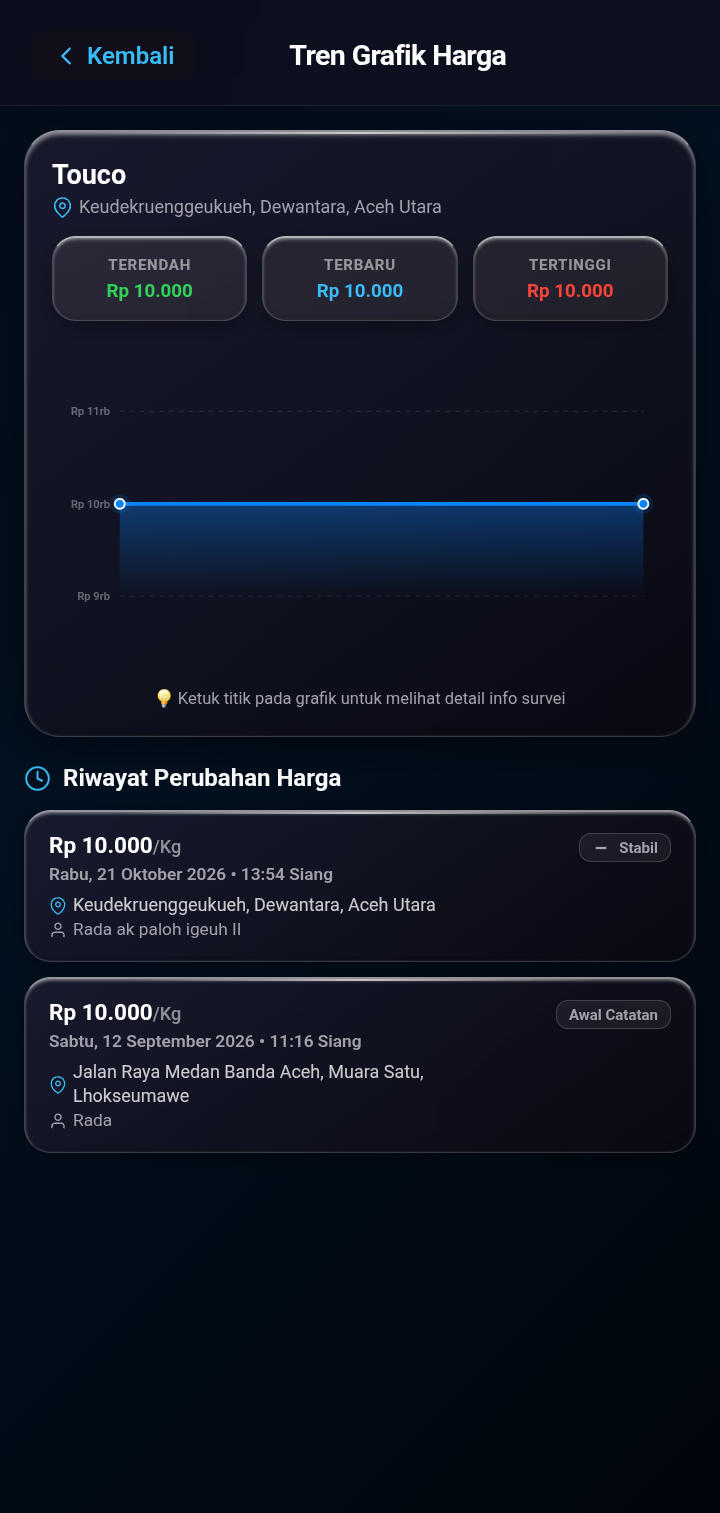 Kembali
Tren Grafik Harga
Touco
Keudekruenggeukueh, Dewantara, Aceh Utara
TERENDAH
Rp 10.000
TERBARU
Rp 10.000
TERTINGGI
Rp 10.000
Rp 11rb
Rp 10rb
Rp 9rb
💡 Ketuk titik pada grafik untuk melihat detail info survei
Riwayat Perubahan Harga
Rp 10.000/Kg
Stabil
Rabu, 21 Oktober 2026 • 13:54 Siang
Keudekruenggeukueh, Dewantara, Aceh Utara
Rada ak paloh igeuh II
Rp 10.000/Kg
Awal Catatan
Sabtu, 12 September 2026 • 11:16 Siang
Jalan Raya Medan Banda Aceh, Muara Satu,
Lhokseumawe
Rada